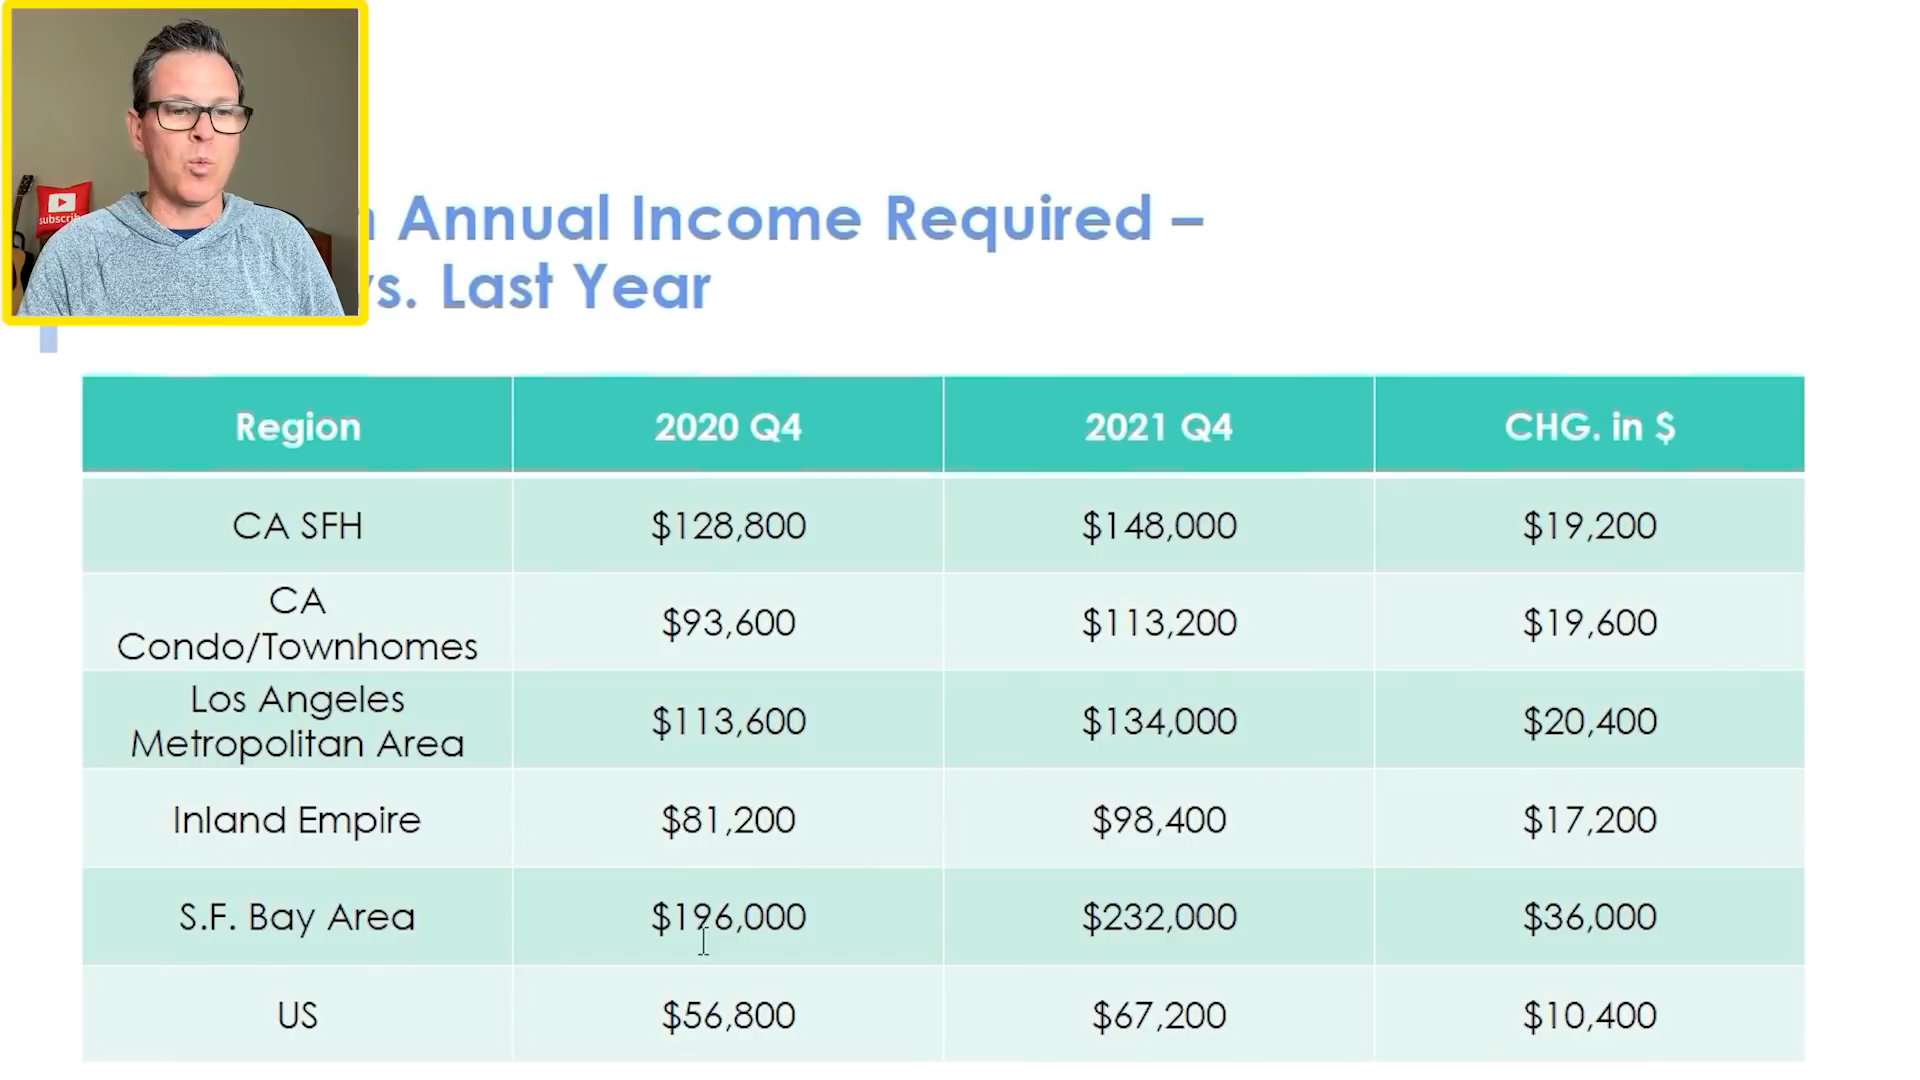 subscrib
Annual Income Required –
vs. Last Year
Region 2020 Q4 2021 Q4 CHG. in $
CA SFH $128,800 $148,000 $19,200
CA
Condo/Townhomes $93,600 $113,200 $19,600
Los Angeles
Metropolitan Area $113,600 $134,000 $20,400
Inland Empire $81,200 $98,400 $17,200
S.F. Bay Area $196,000 $232,000 $36,000
US $56,800 $67,200 $10,400